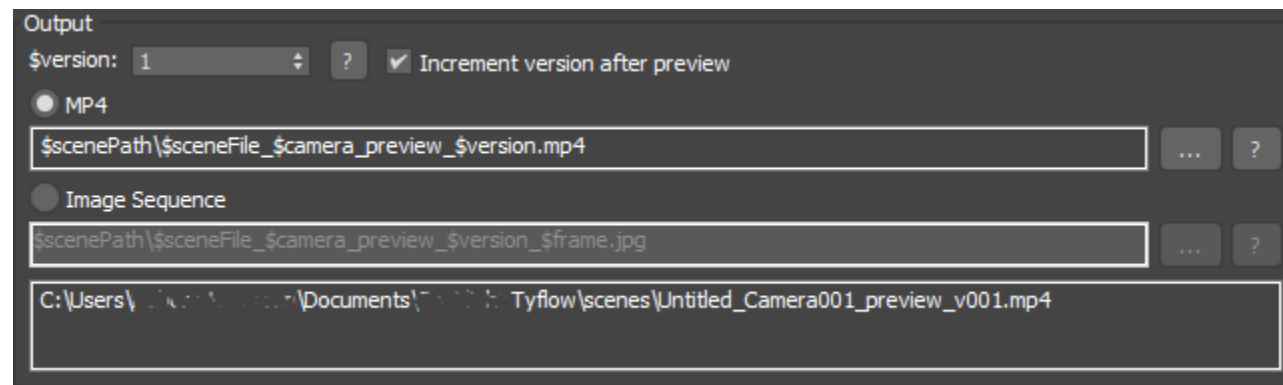 Output
$version: 1 ? Increment version after preview
MP4
$scenePath\$sceneFile_$camera_preview_$version.mp4 ... ?
Image Sequence
$scenePath\$sceneFile_$camera_preview_$version_$frame.jpg ... ?
C:\Users\ \Documents\ Tyflow\scenes\Untitled_Camera001_preview_v001.mp4